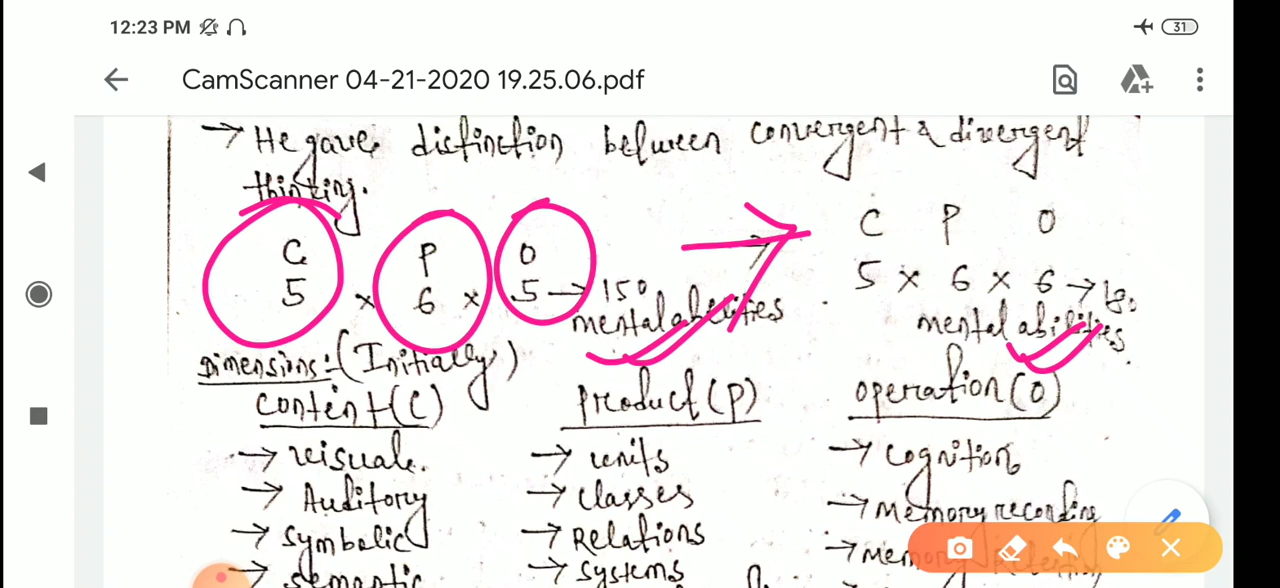 12:23 PM 31
CamScanner 04-21-2020 19.25.06.pdf
→ He gave distinction between convergent & divergent
thinking.
C P O → C P O
5 × 6 × 5 → 150 5 × 6 × 6 → 180
mental abilities mental abilities.
Dimensions:-(Initially)
content(C) Product(P) operation(O)
→ visual. → units → Cognition
→ Auditory → Classes → Memory recording
→ Symbolic → Relations → Memory
→ Semantic → Systems